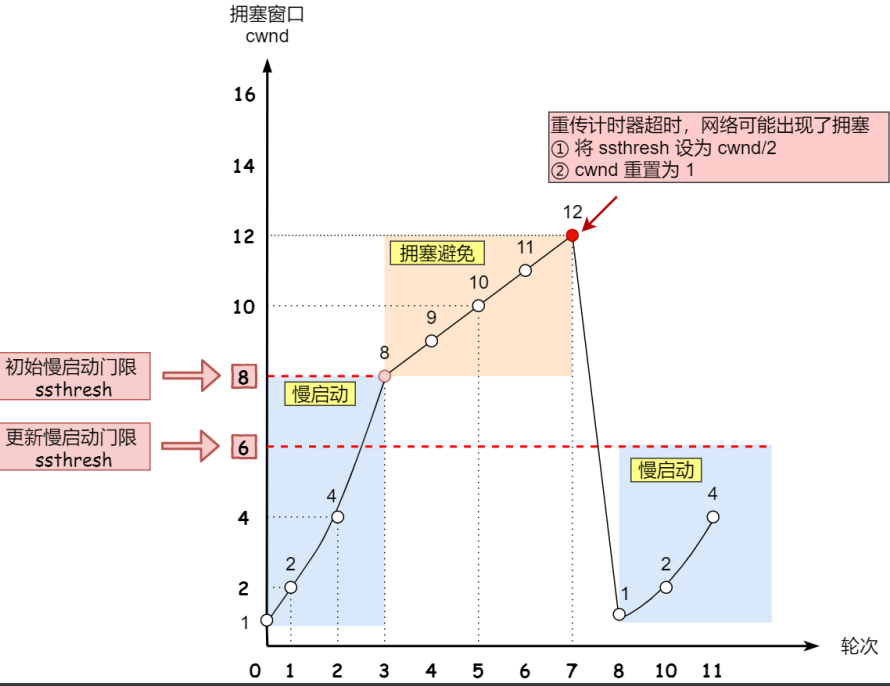 拥塞窗口
cwnd
16
14
重传计时器超时，网络可能出现了拥塞
① 将 ssthresh 设为 cwnd/2
② cwnd 重置为 1
12
12
拥塞避免
11
10
10
9
8
初始慢启动门限
ssthresh
8
慢启动
更新慢启动门限
ssthresh
6
慢启动
4
4
4
2
2
2
1
1
轮次
0 1 2 3 4 5 6 7 8 10 11